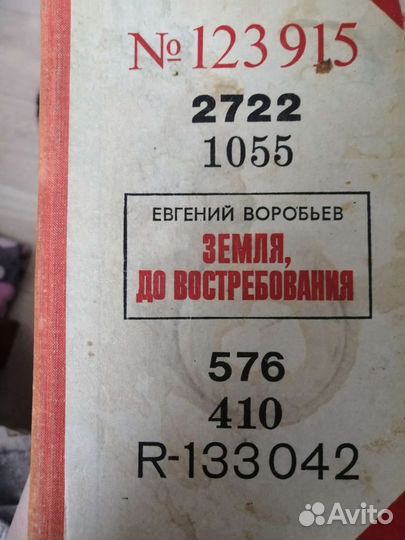 № 123 915
2722
1055
ЕВГЕНИЙ ВОРОБЬЕВ
ЗЕМЛЯ,
ДО ВОСТРЕБОВАНИЯ
576
410
R-133042
Avito